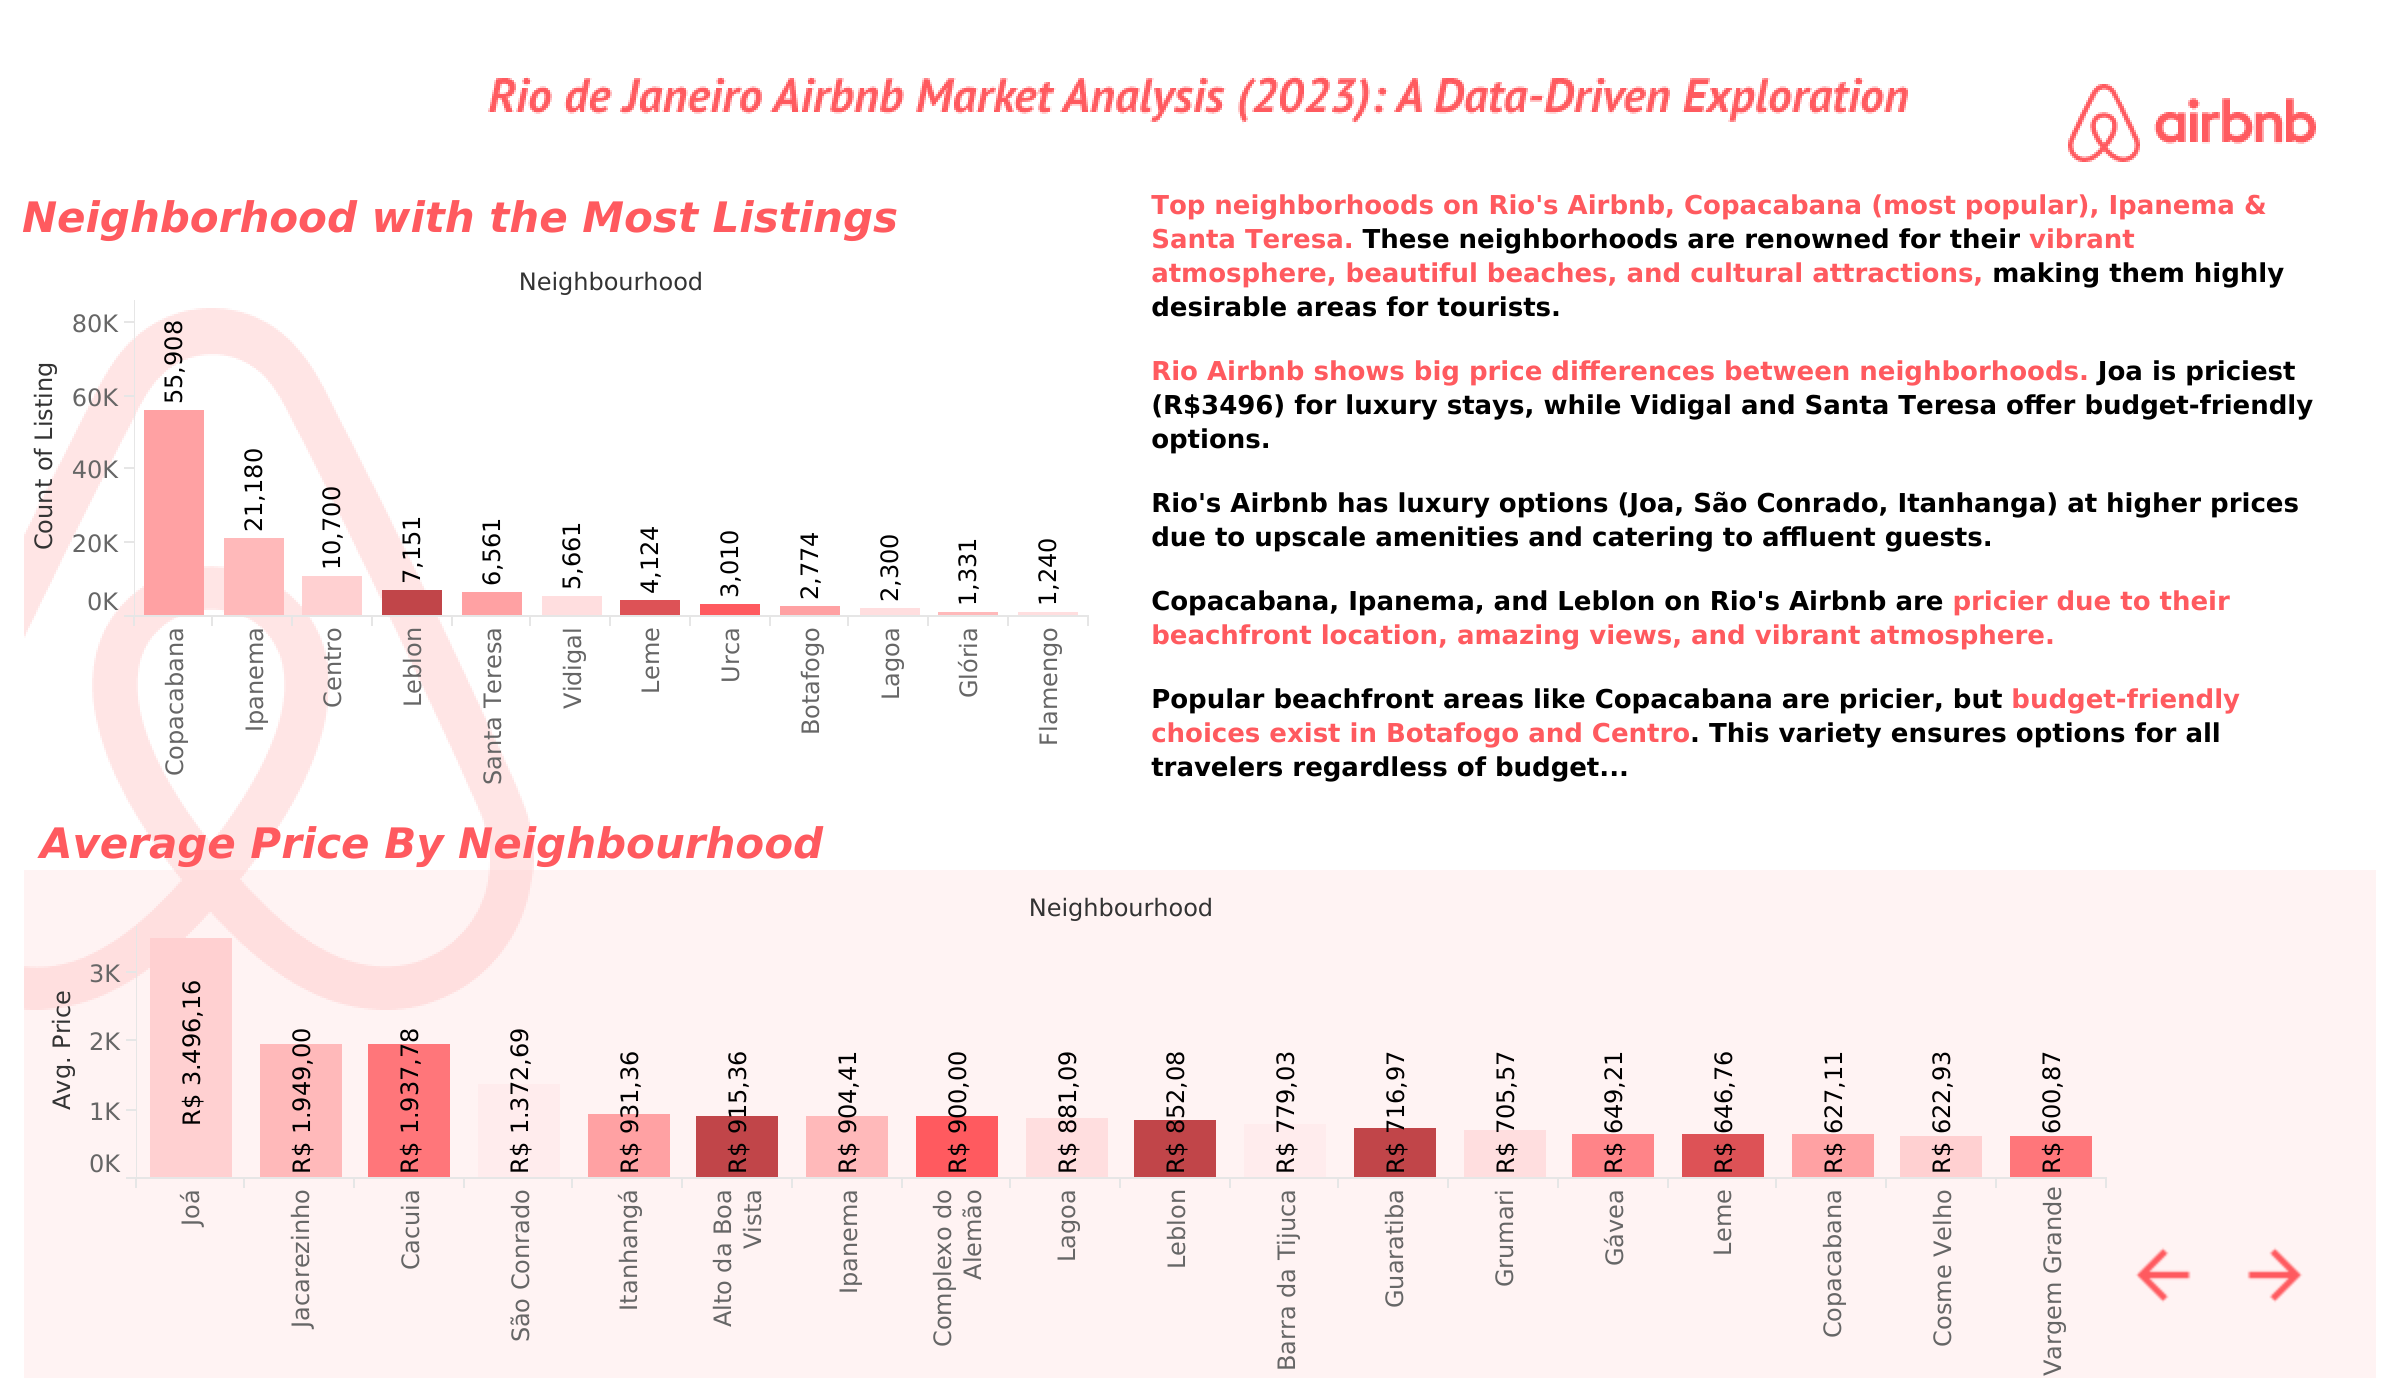 Rio de Janeiro Airbnb Market Analysis (2023): A Data-Driven Exploration
airbnb
Neighborhood with the Most Listings
Neighbourhood
Count of Listing
80K
60K
40K
20K
0K
55,908
21,180
10,700
7,151
6,561
5,661
4,124
3,010
2,774
2,300
1,331
1,240
Copacabana
Ipanema
Centro
Leblon
Santa Teresa
Vidigal
Leme
Urca
Botafogo
Lagoa
Glória
Flamengo
Top neighborhoods on Rio's Airbnb, Copacabana (most popular), Ipanema &
Santa Teresa. These neighborhoods are renowned for their vibrant
atmosphere, beautiful beaches, and cultural attractions, making them highly
desirable areas for tourists.
Rio Airbnb shows big price differences between neighborhoods. Joa is priciest
(R$3496) for luxury stays, while Vidigal and Santa Teresa offer budget-friendly
options.
Rio's Airbnb has luxury options (Joa, São Conrado, Itanhanga) at higher prices
due to upscale amenities and catering to affluent guests.
Copacabana, Ipanema, and Leblon on Rio's Airbnb are pricier due to their
beachfront location, amazing views, and vibrant atmosphere.
Popular beachfront areas like Copacabana are pricier, but budget-friendly
choices exist in Botafogo and Centro. This variety ensures options for all
travelers regardless of budget...
Average Price By Neighbourhood
Neighbourhood
Avg. Price
3K
2K
1K
0K
R$ 3.496,16
R$ 1.949,00
R$ 1.937,78
R$ 1.372,69
R$ 931,36
R$ 915,36
R$ 904,41
R$ 900,00
R$ 881,09
R$ 852,08
R$ 779,03
R$ 716,97
R$ 705,57
R$ 649,21
R$ 646,76
R$ 627,11
R$ 622,93
R$ 600,87
Joá
Jacarezinho
Cacuia
São Conrado
Itanhangá
Alto da Boa
Vista
Ipanema
Complexo do
Alemão
Lagoa
Leblon
Barra da Tijuca
Guaratiba
Grumari
Gávea
Leme
Copacabana
Cosme Velho
Vargem Grande